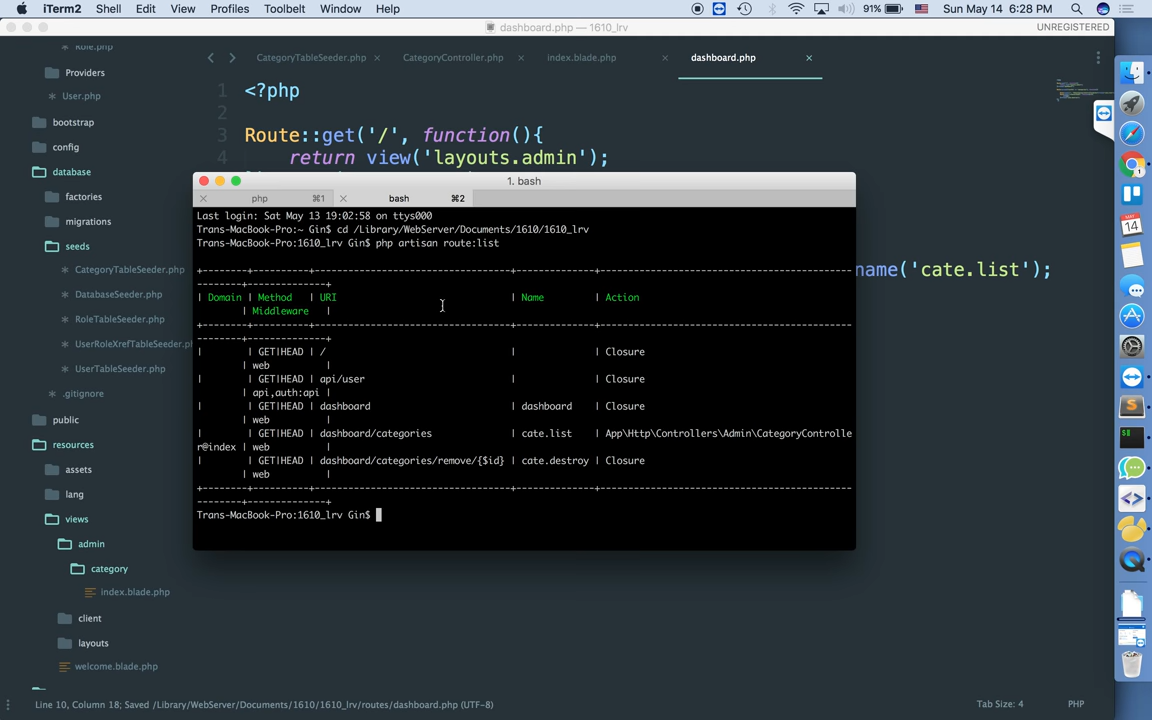 iTerm2 Shell Edit View Profiles Toolbelt Window Help 91% Sun May 14 6:28 PM
dashboard.php — 1610_lrv UNREGISTERED
Role.php
Providers
User.php
bootstrap
config
database
factories
migrations
seeds
CategoryTableSeeder.php
DatabaseSeeder.php
RoleTableSeeder.php
UserRoleXrefTableSeeder.ph
UserTableSeeder.php
.gitignore
public
resources
assets
lang
views
admin
category
index.blade.php
client
layouts
welcome.blade.php
CategoryTableSeeder.php × CategoryController.php × index.blade.php × dashboard.php ×
1 <?php
2
3 Route::get('/', function(){
4 return view('layouts.admin');
name('cate.list');
1. bash
php ⌘1 bash ⌘2
Last login: Sat May 13 19:02:58 on ttys000
Trans-MacBook-Pro:~ Gin$ cd /Library/WebServer/Documents/1610/1610_lrv
Trans-MacBook-Pro:1610_lrv Gin$ php artisan route:list
+--------+----------+---------------------------------+--------------+------------------------------------------
--------+--------------+
| Domain | Method | URI | Name | Action
| Middleware |
+--------+----------+---------------------------------+--------------+------------------------------------------
--------+--------------+
| | GET|HEAD | / | | Closure
| web |
| | GET|HEAD | api/user | | Closure
| api,auth:api |
| | GET|HEAD | dashboard | dashboard | Closure
| web |
| | GET|HEAD | dashboard/categories | cate.list | App\Http\Controllers\Admin\CategoryControlle
r@index | web |
| | GET|HEAD | dashboard/categories/remove/{$id} | cate.destroy | Closure
| web |
+--------+----------+---------------------------------+--------------+------------------------------------------
--------+--------------+
Trans-MacBook-Pro:1610_lrv Gin$
Line 10, Column 18; Saved /Library/WebServer/Documents/1610/1610_lrv/routes/dashboard.php (UTF-8) Tab Size: 4 PHP